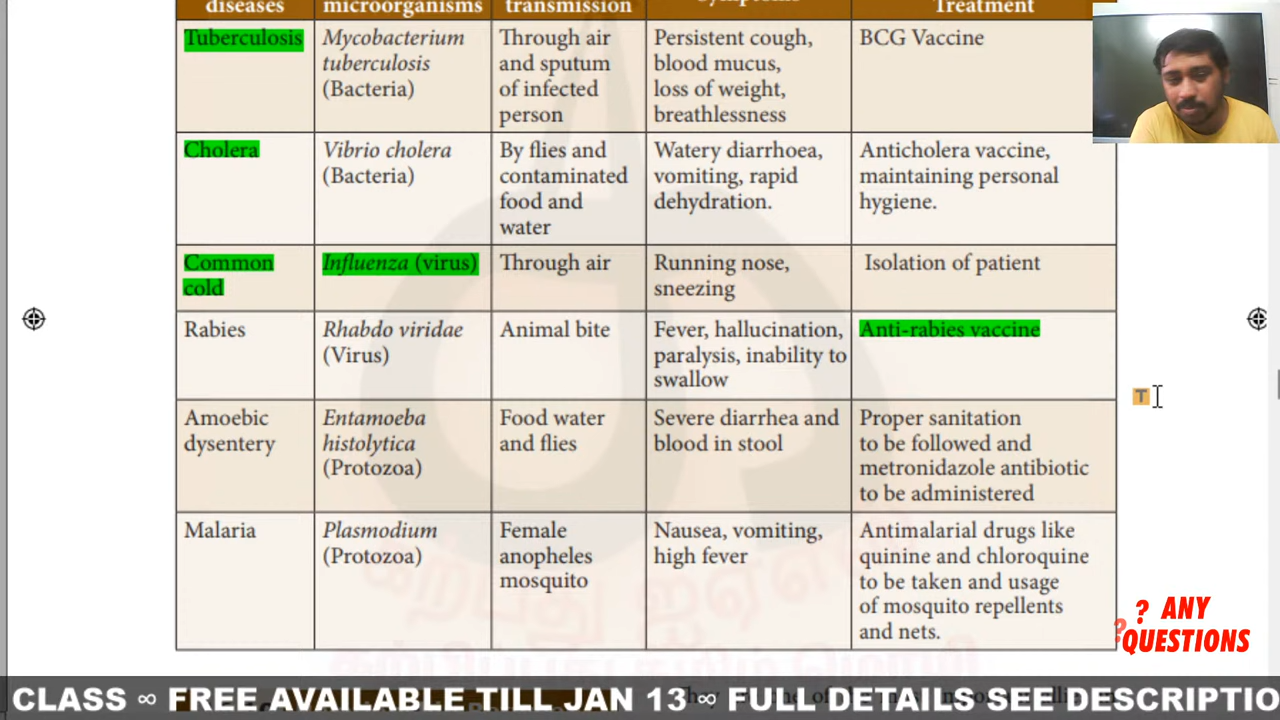 diseases microorganisms transmission Treatment
Tuberculosis
Mycobacterium
tuberculosis
(Bacteria)
Through air
and sputum
of infected
person
Persistent cough,
blood mucus,
loss of weight,
breathlessness
BCG Vaccine
Cholera
Vibrio cholera
(Bacteria)
By flies and
contaminated
food and
water
Watery diarrhoea,
vomiting, rapid
dehydration.
Anticholera vaccine,
maintaining personal
hygiene.
Common
cold
Influenza (virus)
Through air
Running nose,
sneezing
Isolation of patient
Rabies
Rhabdo viridae
(Virus)
Animal bite
Fever, hallucination,
paralysis, inability to
swallow
Anti-rabies vaccine
Amoebic
dysentery
Entamoeba
histolytica
(Protozoa)
Food water
and flies
Severe diarrhea and
blood in stool
Proper sanitation
to be followed and
metronidazole antibiotic
to be administered
Malaria
Plasmodium
(Protozoa)
Female
anopheles
mosquito
Nausea, vomiting,
high fever
Antimalarial drugs like
quinine and chloroquine
to be taken and usage
of mosquito repellents
and nets.
T
? ANY
?QUESTIONS
CLASS ∞ FREE AVAILABLE TILL JAN 13 ∞ FULL DETAILS SEE DESCRIPTIO